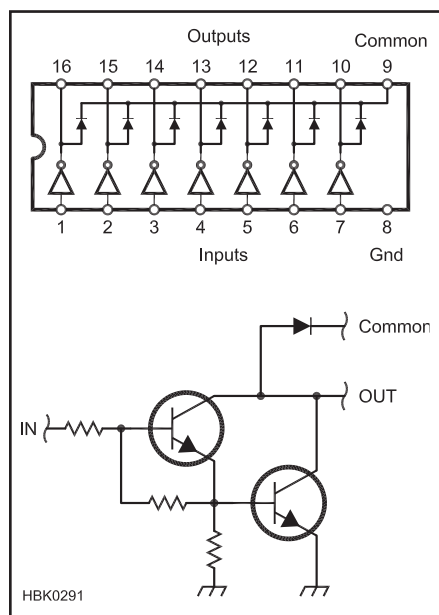 Outputs Common
16 15 14 13 12 11 10 9
1 2 3 4 5 6 7 8
Inputs Gnd
Common
OUT
IN
HBK0291